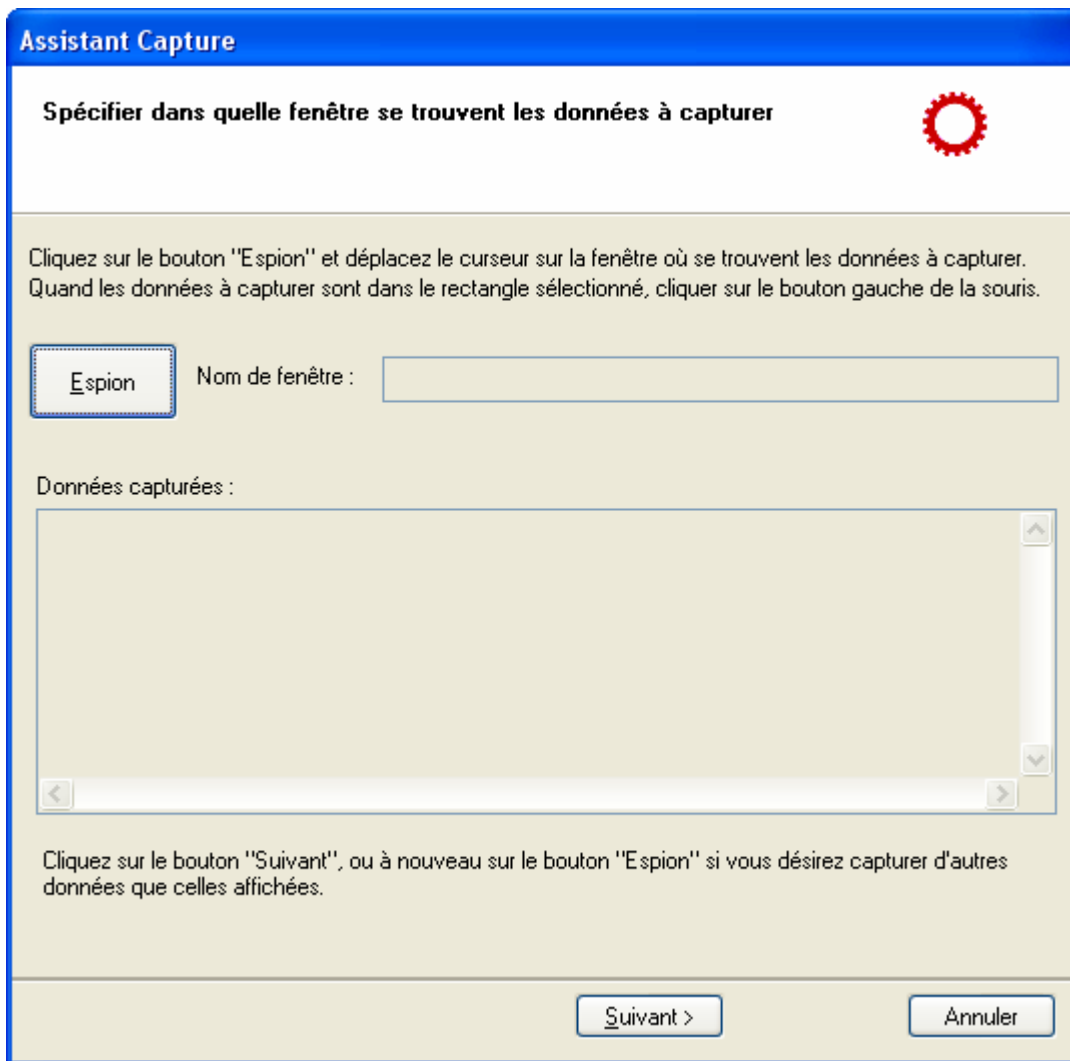 Assistant Capture
Spécifier dans quelle fenêtre se trouvent les données à capturer
Cliquez sur le bouton "Espion" et déplacez le curseur sur la fenêtre où se trouvent les données à capturer.
Quand les données à capturer sont dans le rectangle sélectionné, cliquer sur le bouton gauche de la souris.
Espion
Nom de fenêtre :
Données capturées :
Cliquez sur le bouton "Suivant", ou à nouveau sur le bouton "Espion" si vous désirez capturer d'autres
données que celles affichées.
Suivant >
Annuler